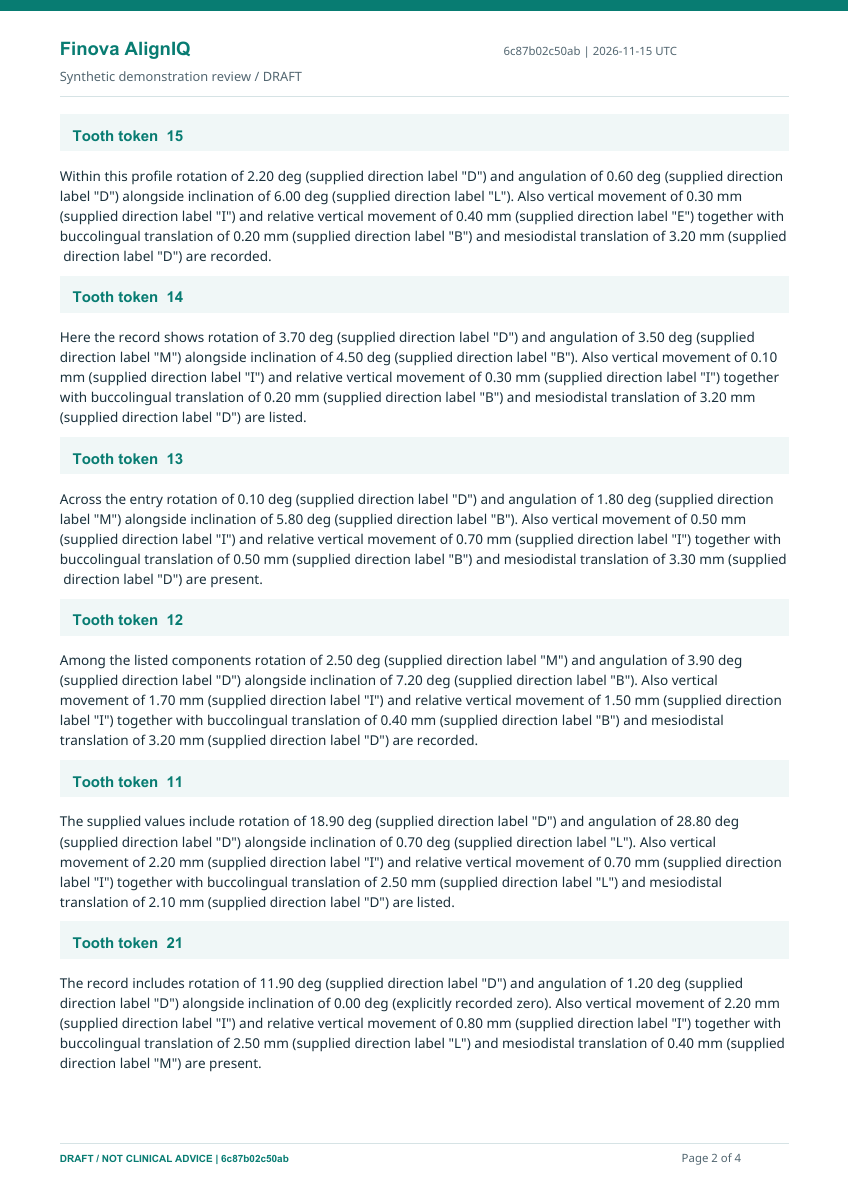 Finova AlignIQ
6c87b02c50ab | 2026-11-15 UTC
Synthetic demonstration review / DRAFT
Tooth token 15
Within this profile rotation of 2.20 deg (supplied direction label "D") and angulation of 0.60 deg (supplied direction
label "D") alongside inclination of 6.00 deg (supplied direction label "L"). Also vertical movement of 0.30 mm
(supplied direction label "I") and relative vertical movement of 0.40 mm (supplied direction label "E") together with
buccolingual translation of 0.20 mm (supplied direction label "B") and mesiodistal translation of 3.20 mm (supplied
direction label "D") are recorded.
Tooth token 14
Here the record shows rotation of 3.70 deg (supplied direction label "D") and angulation of 3.50 deg (supplied
direction label "M") alongside inclination of 4.50 deg (supplied direction label "B"). Also vertical movement of 0.10
mm (supplied direction label "I") and relative vertical movement of 0.30 mm (supplied direction label "I") together
with buccolingual translation of 0.20 mm (supplied direction label "B") and mesiodistal translation of 3.20 mm
(supplied direction label "D") are listed.
Tooth token 13
Across the entry rotation of 0.10 deg (supplied direction label "D") and angulation of 1.80 deg (supplied direction
label "M") alongside inclination of 5.80 deg (supplied direction label "B"). Also vertical movement of 0.50 mm
(supplied direction label "I") and relative vertical movement of 0.70 mm (supplied direction label "I") together with
buccolingual translation of 0.50 mm (supplied direction label "B") and mesiodistal translation of 3.30 mm (supplied
direction label "D") are present.
Tooth token 12
Among the listed components rotation of 2.50 deg (supplied direction label "M") and angulation of 3.90 deg
(supplied direction label "D") alongside inclination of 7.20 deg (supplied direction label "B"). Also vertical
movement of 1.70 mm (supplied direction label "I") and relative vertical movement of 1.50 mm (supplied direction
label "I") together with buccolingual translation of 0.40 mm (supplied direction label "B") and mesiodistal
translation of 3.20 mm (supplied direction label "D") are recorded.
Tooth token 11
The supplied values include rotation of 18.90 deg (supplied direction label "D") and angulation of 28.80 deg
(supplied direction label "D") alongside inclination of 0.70 deg (supplied direction label "L"). Also vertical
movement of 2.20 mm (supplied direction label "I") and relative vertical movement of 0.70 mm (supplied direction
label "I") together with buccolingual translation of 2.50 mm (supplied direction label "L") and mesiodistal
translation of 2.10 mm (supplied direction label "D") are listed.
Tooth token 21
The record includes rotation of 11.90 deg (supplied direction label "D") and angulation of 1.20 deg (supplied
direction label "D") alongside inclination of 0.00 deg (explicitly recorded zero). Also vertical movement of 2.20 mm
(supplied direction label "I") and relative vertical movement of 0.80 mm (supplied direction label "I") together with
buccolingual translation of 2.50 mm (supplied direction label "L") and mesiodistal translation of 0.40 mm (supplied
direction label "M") are present.
DRAFT / NOT CLINICAL ADVICE | 6c87b02c50ab
Page 2 of 4